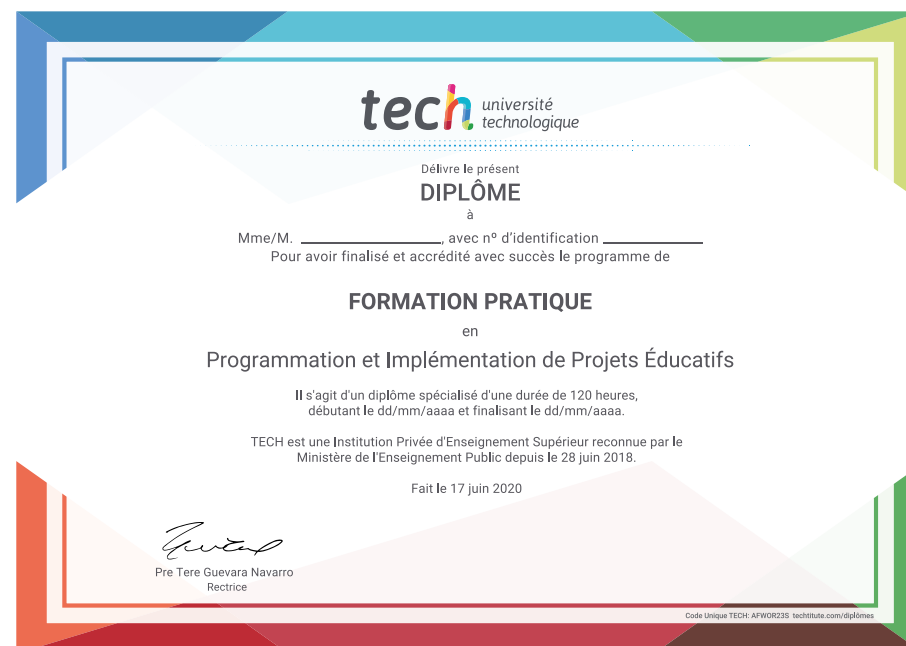 tech université
technologique
Délivre le présent
DIPLÔME
à
Mme/M. ____________________, avec nº d'identification ______________
Pour avoir finalisé et accrédité avec succès le programme de
FORMATION PRATIQUE
en
Programmation et Implémentation de Projets Éducatifs
Il s'agit d'un diplôme spécialisé d'une durée de 120 heures,
débutant le dd/mm/aaaa et finalisant le dd/mm/aaaa.
TECH est une Institution Privée d'Enseignement Supérieur reconnue par le
Ministère de l'Enseignement Public depuis le 28 juin 2018.
Fait le 17 juin 2020
Pre Tere Guevara Navarro
Rectrice
Code Unique TECH: AFWOR23S techtitute.com/diplômes